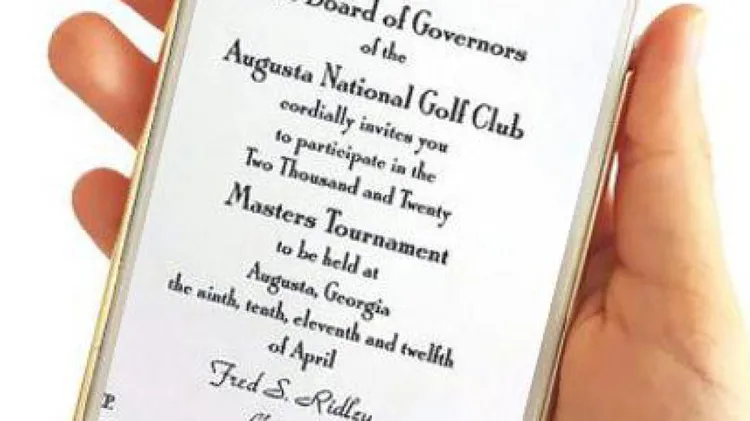 Board of Governors
of the
Augusta National Golf Club
cordially invites you
to participate in the
Two Thousand and Twenty
Masters Tournament
to be held at
Augusta, Georgia
the ninth, tenth, eleventh and twelfth
of April
Fred S. Ridley
P.